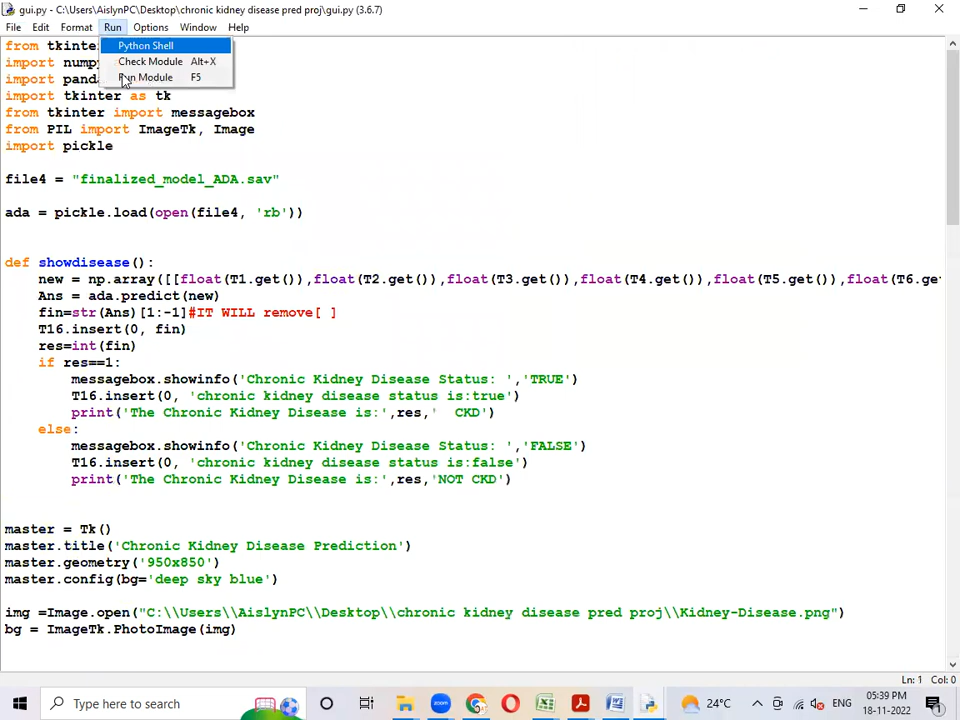 gui.py - C:\Users\AislynPC\Desktop\chronic kidney disease pred proj\gui.py (3.6.7)
File Edit Format Run Options Window Help
Python Shell
Check Module Alt+X
Run Module F5
from tkinte
import nump
import panda
import tkinter as tk
from tkinter import messagebox
from PIL import ImageTk, Image
import pickle
file4 = "finalized_model_ADA.sav"
ada = pickle.load(open(file4, 'rb'))
def showdisease():
new = np.array([[float(T1.get()),float(T2.get()),float(T3.get()),float(T4.get()),float(T5.get()),float(T6.ge
Ans = ada.predict(new)
fin=str(Ans)[1:-1]#IT WILL remove[ ]
T16.insert(0, fin)
res=int(fin)
if res==1:
messagebox.showinfo('Chronic Kidney Disease Status: ','TRUE')
T16.insert(0, 'chronic kidney disease status is:true')
print('The Chronic Kidney Disease is:',res,'  CKD')
else:
messagebox.showinfo('Chronic Kidney Disease Status: ','FALSE')
T16.insert(0, 'chronic kidney disease status is:false')
print('The Chronic Kidney Disease is:',res,'NOT CKD')
master = Tk()
master.title('Chronic Kidney Disease Prediction')
master.geometry('950x850')
master.config(bg='deep sky blue')
img =Image.open("C:\\Users\\AislynPC\\Desktop\\chronic kidney disease pred proj\\Kidney-Disease.png")
bg = ImageTk.PhotoImage(img)
Ln: 1 Col: 0
Type here to search
zoom
24°C
ENG
05:39 PM
18-11-2022